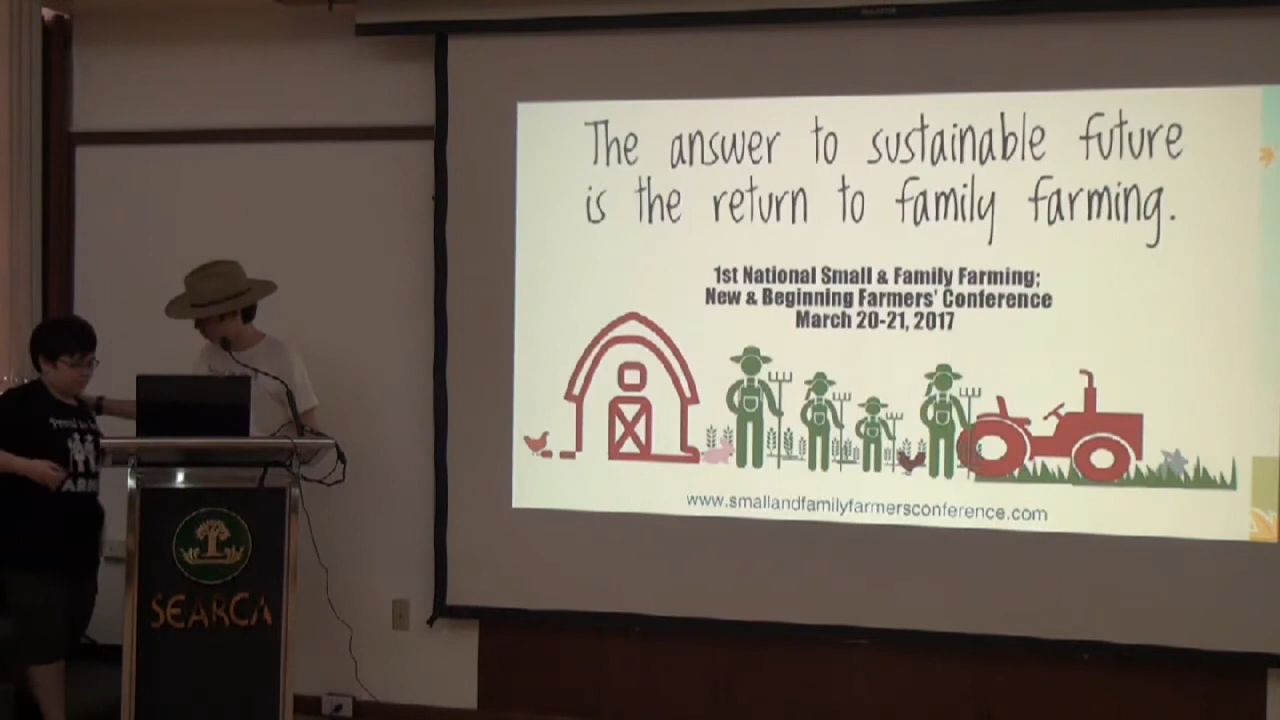 The answer to sustainable future
is the return to family farming.
1st National Small & Family Farming;
New & Beginning Farmers' Conference
March 20-21, 2017
www.smallandfamilyfarmersconference.com
SEARCA